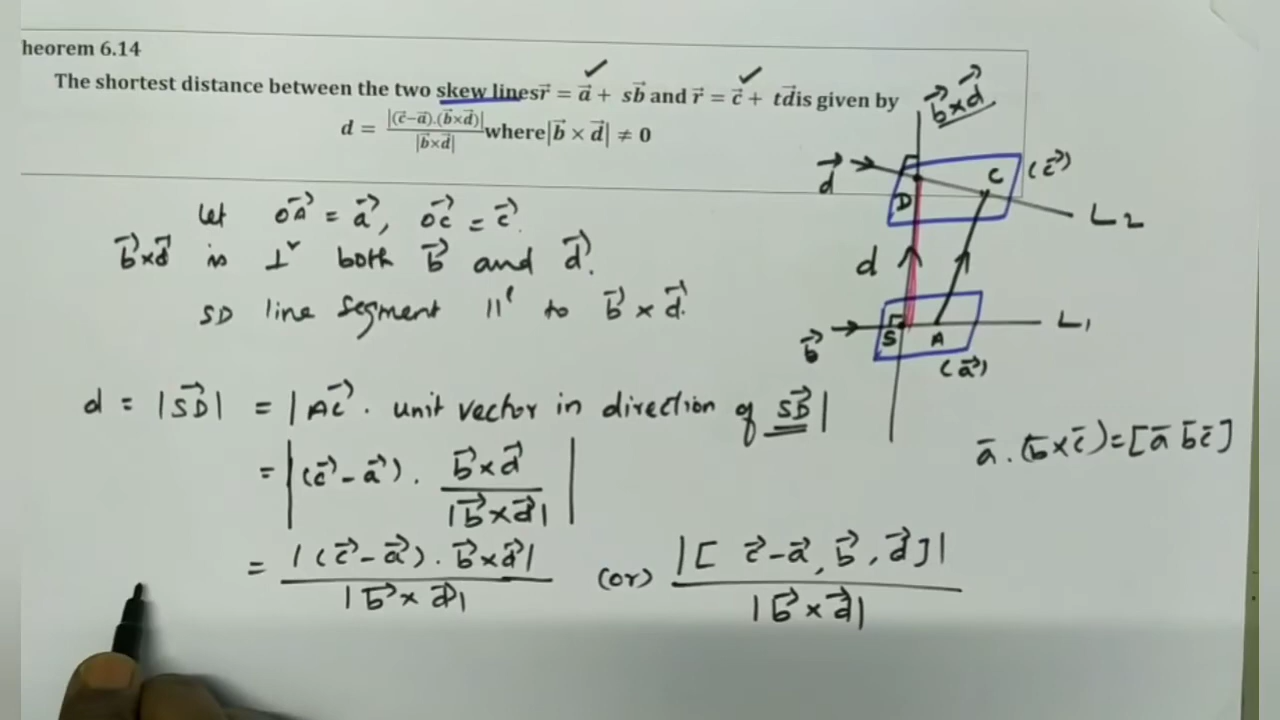 heorem 6.14
The shortest distance between the two skew lines r⃗ = a⃗ + sb⃗ and r⃗ = c⃗ + td⃗ is given by
d = |(c⃗−a⃗).(b⃗×d⃗)| / |b⃗×d⃗| where |b⃗ × d⃗| ≠ 0
Let OA⃗ = a⃗, OC⃗ = c⃗.
b⃗×d⃗ is ⊥r both b⃗ and d⃗.
SD line segment ||l to b⃗ × d⃗.
d = |SD⃗| = |AC⃗ . unit vector in direction of SD⃗|
= |(c⃗ - a⃗) . b⃗×d⃗ / |b⃗×d⃗| |
= |(c⃗ - a⃗) . b⃗×d⃗| / |b⃗×d⃗| (or) |[c⃗-a⃗, b⃗, d⃗]| / |b⃗×d⃗|
b⃗×d⃗
d⃗
D
C
(c⃗)
L2
d
b⃗
S
A
L1
(a⃗)
a̅ . (b̅×c̅) = [a̅ b̅ c̅]